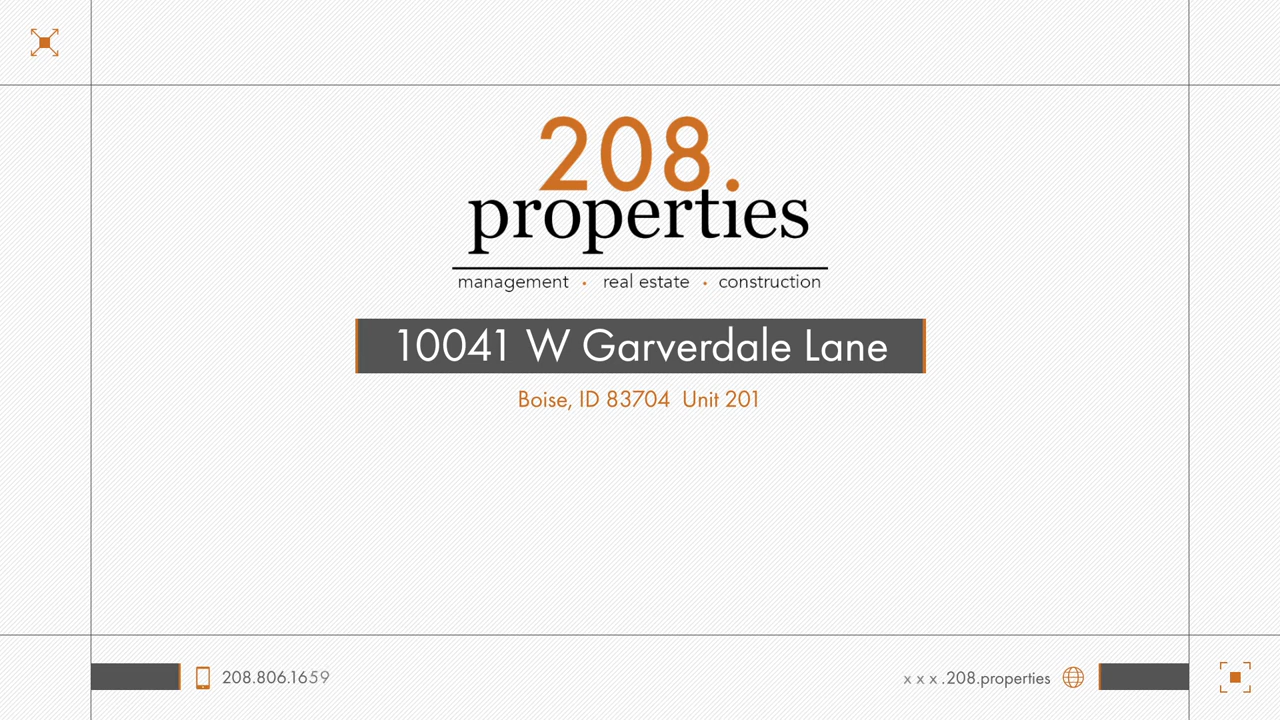 208.
properties
management • real estate • construction
10041 W Garverdale Lane
Boise, ID 83704 Unit 201
208.806.1659
x x x .208.properties